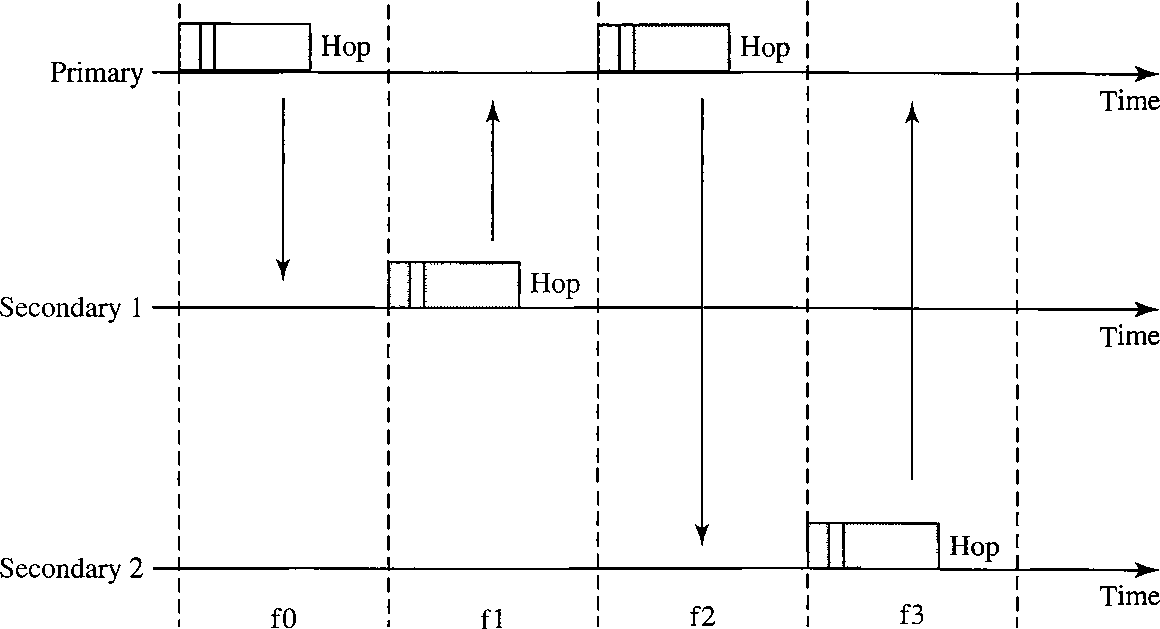 Hop Hop
Primary
Time
Hop
Secondary 1
Time
Hop
Secondary 2
Time
f0 f1 f2 f3